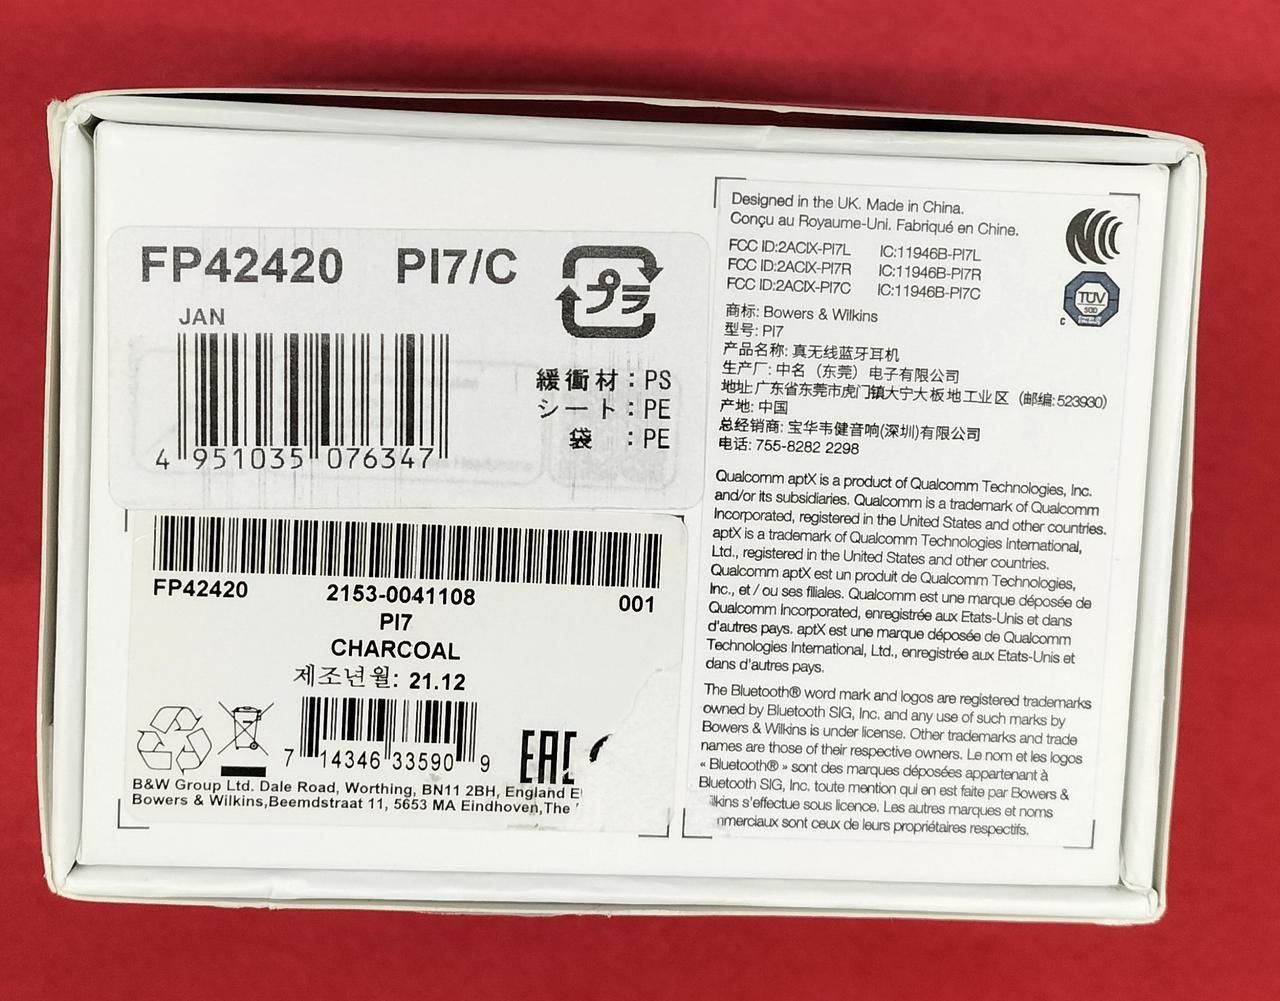 FP42420 PI7/C
プラ
JAN
4 951035 076347
緩衝材：PS
シート：PE
袋　：PE
FP42420 2153-0041108 001
PI7
CHARCOAL
제조년월: 21.12
7 14346 33590 9
EAC
B&W Group Ltd. Dale Road, Worthing, BN11 2BH, England
Bowers & Wilkins,Beemdstraat 11, 5653 MA Eindhoven,The
Designed in the UK. Made in China.
Conçu au Royaume-Uni. Fabriqué en Chine.
FCC ID:2ACIX-PI7L IC:11946B-PI7L
FCC ID:2ACIX-PI7R IC:11946B-PI7R
FCC ID:2ACIX-PI7C IC:11946B-PI7C
TÜV
SÜD
C
商标: Bowers & Wilkins
型号: PI7
产品名称: 真无线蓝牙耳机
生产厂: 中名（东莞）电子有限公司
地址:广东省东莞市虎门镇大宁大板地工业区（邮编:523930)
产地: 中国
总经销商: 宝华韦健音响(深圳)有限公司
电话: 755-8282 2298
Qualcomm aptX is a product of Qualcomm Technologies, Inc.
and/or its subsidiaries. Qualcomm is a trademark of Qualcomm
Incorporated, registered in the United States and other countries.
aptX is a trademark of Qualcomm Technologies International,
Ltd., registered in the United States and other countries.
Qualcomm aptX est un produit de Qualcomm Technologies,
Inc., et / ou ses filiales. Qualcomm est une marque déposée de
Qualcomm Incorporated, enregistrée aux Etats-Unis et dans
d'autres pays. aptX est une marque déposée de Qualcomm
Technologies International, Ltd., enregistrée aux Etats-Unis et
dans d'autres pays.
The Bluetooth® word mark and logos are registered trademarks
owned by Bluetooth SIG, Inc. and any use of such marks by
Bowers & Wilkins is under license. Other trademarks and trade
names are those of their respective owners. Le nom et les logos
« Bluetooth® » sont des marques déposées appartenant à
Bluetooth SIG, Inc. toute mention qui en est faite par Bowers &
ilkins s'effectue sous licence. Les autres marques et noms
mmerciaux sont ceux de leurs propriétaires respectifs.